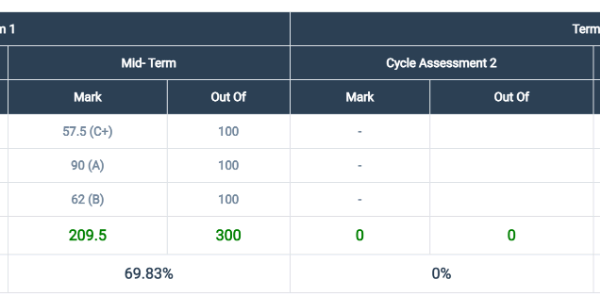 m 1 Term
Mid- Term Cycle Assessment 2
Mark Out Of Mark Out Of
57.5 (C+) 100 -
90 (A) 100 -
62 (B) 100 -
209.5 300 0 0
69.83% 0%